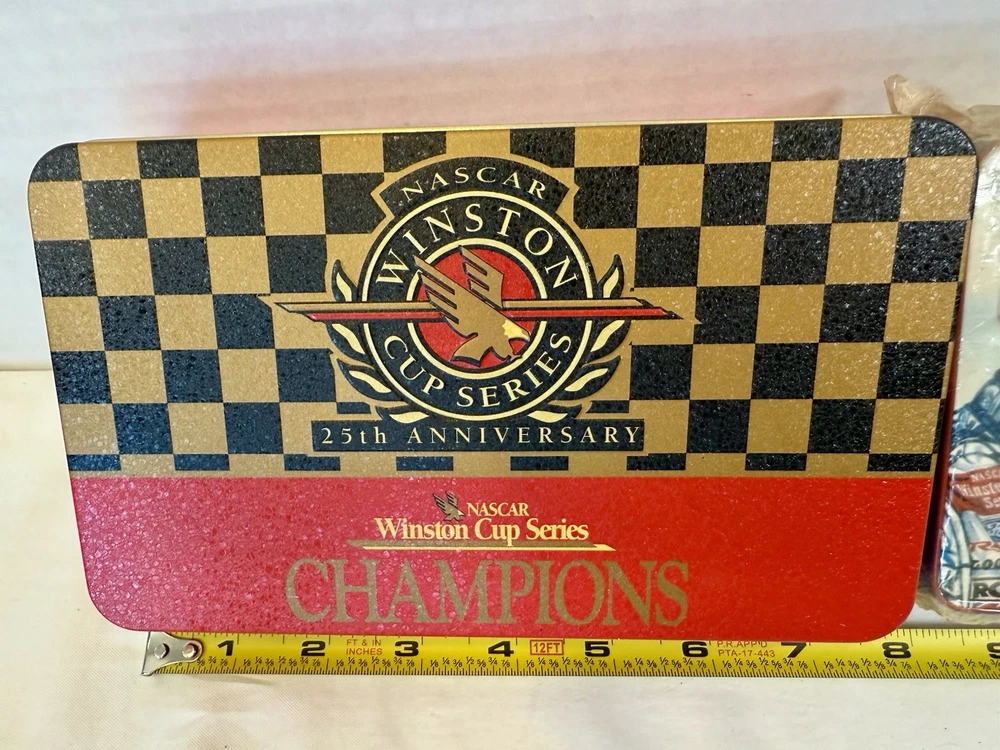 NASCAR
WINSTON
CUP SERIES
25th ANNIVERSARY
NASCAR
Winston Cup Series
CHAMPIONS
1 2 FT & IN INCHES 3 4 12FT 5 6 P.R. APP'D PTA-17-443 7 8 9